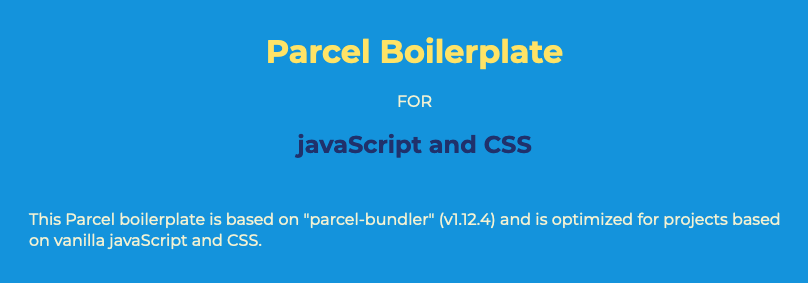 Parcel Boilerplate
FOR
javaScript and CSS
This Parcel boilerplate is based on "parcel-bundler" (v1.12.4) and is optimized for projects based
on vanilla javaScript and CSS.